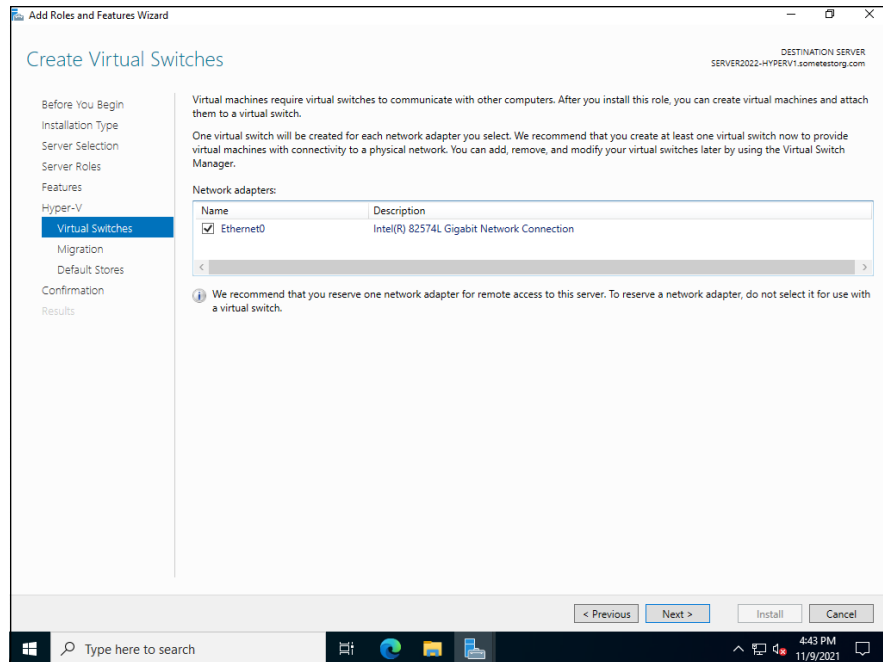 Add Roles and Features Wizard
Create Virtual Switches
DESTINATION SERVER
SERVER2022-HYPERV1.sometestorg.com
Before You Begin
Installation Type
Server Selection
Server Roles
Features
Hyper-V
Virtual Switches
Migration
Default Stores
Confirmation
Results
Virtual machines require virtual switches to communicate with other computers. After you install this role, you can create virtual machines and attach
them to a virtual switch.
One virtual switch will be created for each network adapter you select. We recommend that you create at least one virtual switch now to provide
virtual machines with connectivity to a physical network. You can add, remove, and modify your virtual switches later by using the Virtual Switch
Manager.
Network adapters:
Name Description
Ethernet0 Intel(R) 82574L Gigabit Network Connection
We recommend that you reserve one network adapter for remote access to this server. To reserve a network adapter, do not select it for use with
a virtual switch.
< Previous Next > Install Cancel
Type here to search
4:43 PM
11/9/2021